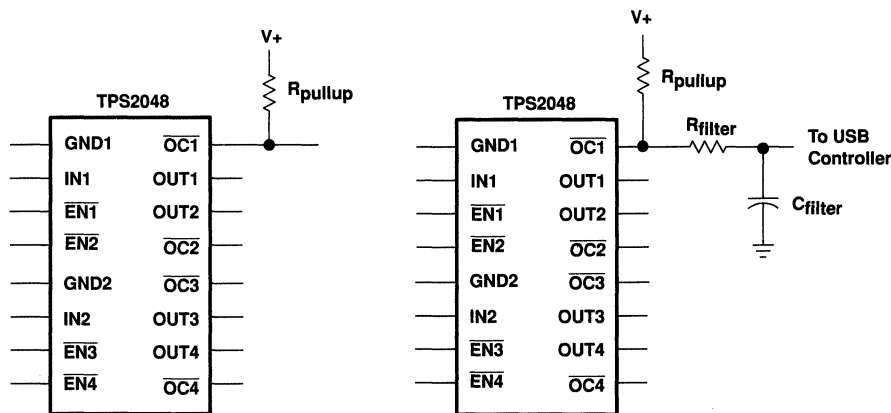 V+
Rpullup
TPS2048
GND1 OC1
IN1 OUT1
EN1 OUT2
EN2 OC2
GND2 OC3
IN2 OUT3
EN3 OUT4
EN4 OC4
V+
Rpullup
TPS2048
Rfilter
To USB
Controller
Cfilter
GND1 OC1
IN1 OUT1
EN1 OUT2
EN2 OC2
GND2 OC3
IN2 OUT3
EN3 OUT4
EN4 OC4